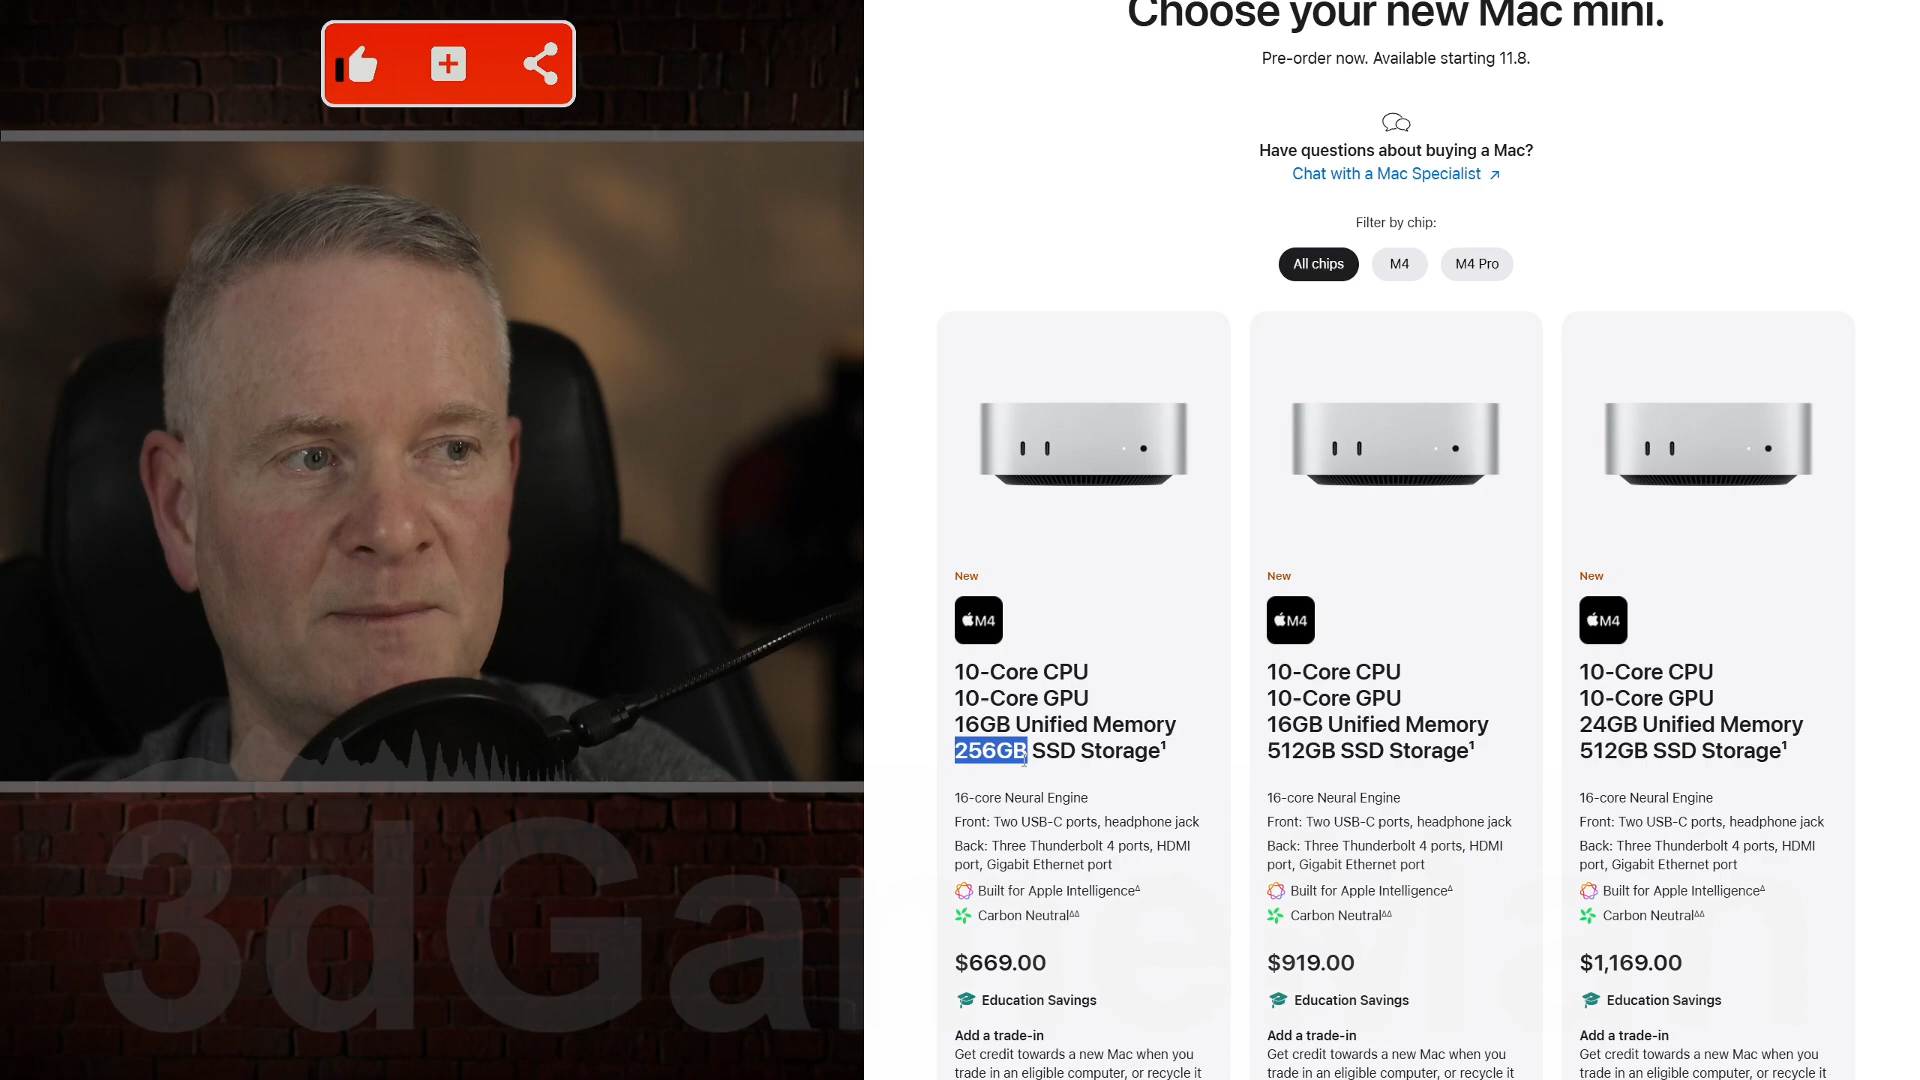 Choose your new Mac mini.
Pre-order now. Available starting 11.8.
Have questions about buying a Mac?
Chat with a Mac Specialist ↗
Filter by chip:
All chips
M4
M4 Pro
New
M4
10-Core CPU
10-Core GPU
16GB Unified Memory
256GB SSD Storage¹
16-core Neural Engine
Front: Two USB-C ports, headphone jack
Back: Three Thunderbolt 4 ports, HDMI
port, Gigabit Ethernet port
Built for Apple Intelligence∆
Carbon Neutral∆∆
$669.00
Education Savings
Add a trade-in
Get credit towards a new Mac when you
trade in an eligible computer, or recycle it
New
M4
10-Core CPU
10-Core GPU
16GB Unified Memory
512GB SSD Storage¹
16-core Neural Engine
Front: Two USB-C ports, headphone jack
Back: Three Thunderbolt 4 ports, HDMI
port, Gigabit Ethernet port
Built for Apple Intelligence∆
Carbon Neutral∆∆
$919.00
Education Savings
Add a trade-in
Get credit towards a new Mac when you
trade in an eligible computer, or recycle it
New
M4
10-Core CPU
10-Core GPU
24GB Unified Memory
512GB SSD Storage¹
16-core Neural Engine
Front: Two USB-C ports, headphone jack
Back: Three Thunderbolt 4 ports, HDMI
port, Gigabit Ethernet port
Built for Apple Intelligence∆
Carbon Neutral∆∆
$1,169.00
Education Savings
Add a trade-in
Get credit towards a new Mac when you
trade in an eligible computer, or recycle it